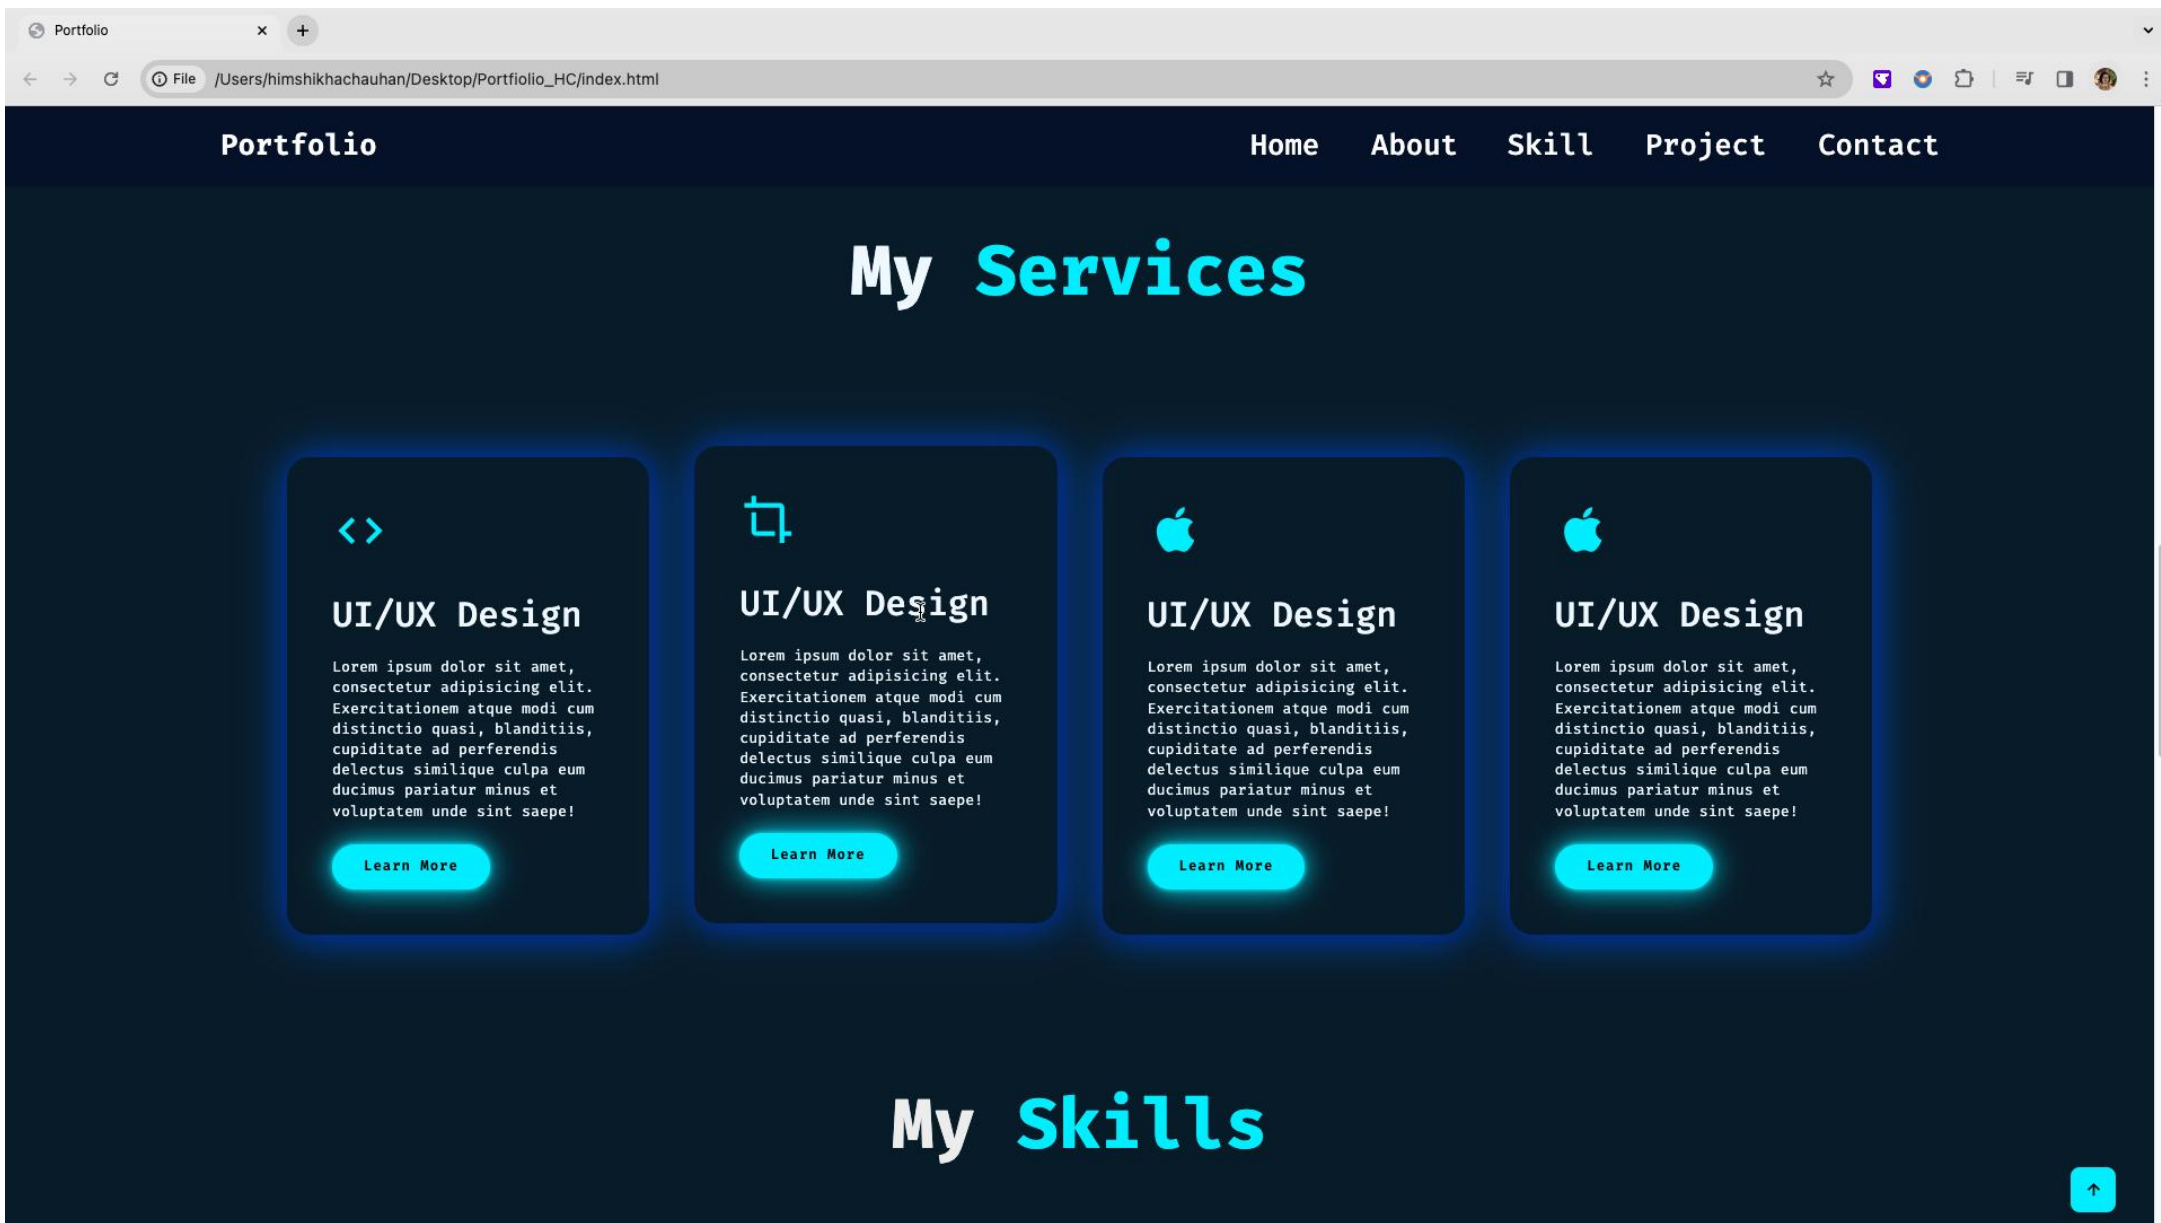 Portfolio
File
/Users/himshikhachauhan/Desktop/Portfiolio_HC/index.html
Portfolio
Home
About
Skill
Project
Contact
My Services
UI/UX Design
Lorem ipsum dolor sit amet,
consectetur adipisicing elit.
Exercitationem atque modi cum
distinctio quasi, blanditiis,
cupiditate ad perferendis
delectus similique culpa eum
ducimus pariatur minus et
voluptatem unde sint saepe!
Learn More
UI/UX Design
Lorem ipsum dolor sit amet,
consectetur adipisicing elit.
Exercitationem atque modi cum
distinctio quasi, blanditiis,
cupiditate ad perferendis
delectus similique culpa eum
ducimus pariatur minus et
voluptatem unde sint saepe!
Learn More
UI/UX Design
Lorem ipsum dolor sit amet,
consectetur adipisicing elit.
Exercitationem atque modi cum
distinctio quasi, blanditiis,
cupiditate ad perferendis
delectus similique culpa eum
ducimus pariatur minus et
voluptatem unde sint saepe!
Learn More
UI/UX Design
Lorem ipsum dolor sit amet,
consectetur adipisicing elit.
Exercitationem atque modi cum
distinctio quasi, blanditiis,
cupiditate ad perferendis
delectus similique culpa eum
ducimus pariatur minus et
voluptatem unde sint saepe!
Learn More
My Skills